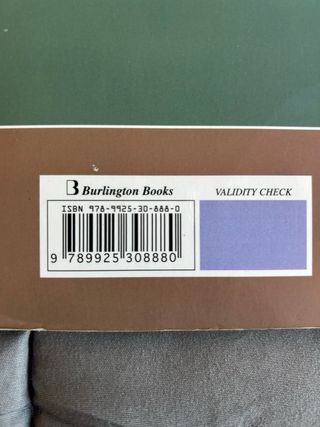 B Burlington Books
VALIDITY CHECK
ISBN 978-9925-30-888-0
9 789925 308880